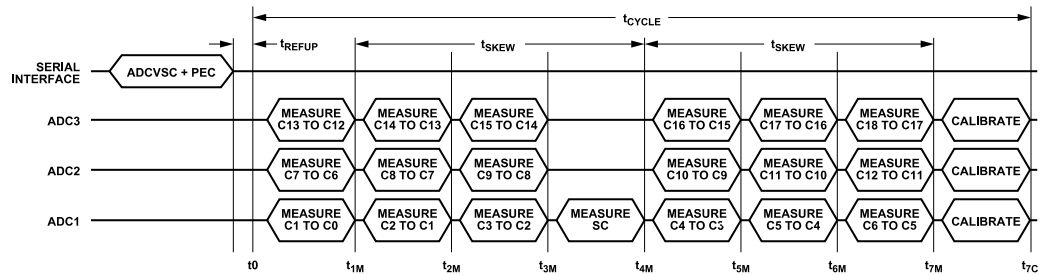 tCYCLE
tREFUP
tSKEW
tSKEW
SERIAL
INTERFACE
ADCVSC + PEC
ADC3
MEASURE
C13 TO C12
MEASURE
C14 TO C13
MEASURE
C15 TO C14
MEASURE
C16 TO C15
MEASURE
C17 TO C16
MEASURE
C18 TO C17
CALIBRATE
ADC2
MEASURE
C7 TO C6
MEASURE
C8 TO C7
MEASURE
C9 TO C8
MEASURE
C10 TO C9
MEASURE
C11 TO C10
MEASURE
C12 TO C11
CALIBRATE
ADC1
MEASURE
C1 TO C0
MEASURE
C2 TO C1
MEASURE
C3 TO C2
MEASURE
SC
MEASURE
C4 TO C3
MEASURE
C5 TO C4
MEASURE
C6 TO C5
CALIBRATE
t0
t1M
t2M
t3M
t4M
t5M
t6M
t7M
t7C